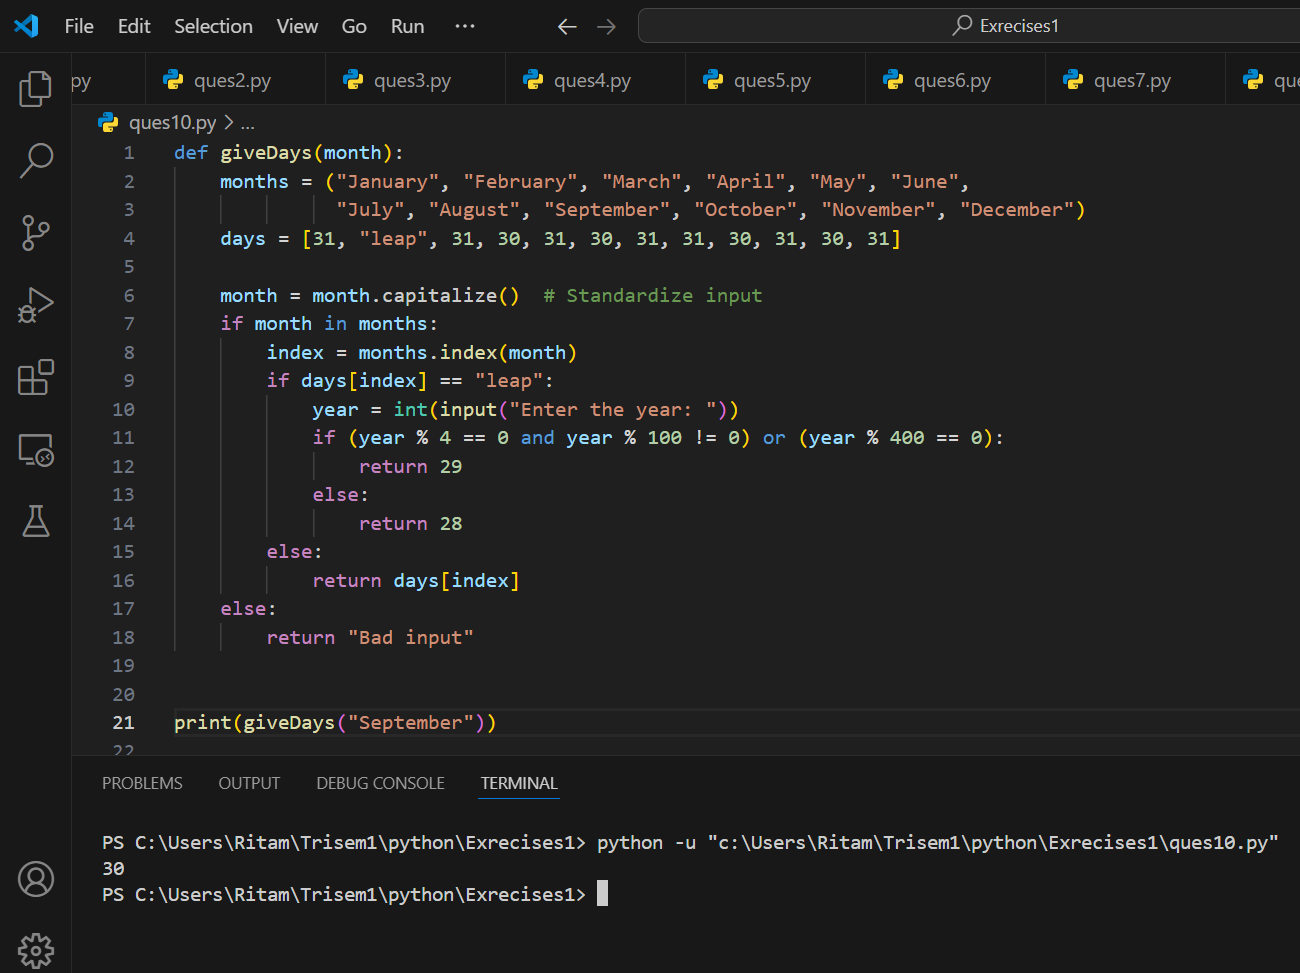 File Edit Selection View Go Run ··· Exrecises1
py ques2.py ques3.py ques4.py ques5.py ques6.py ques7.py que
ques10.py > ...
1 def giveDays(month):
2     months = ("January", "February", "March", "April", "May", "June",
3               "July", "August", "September", "October", "November", "December")
4     days = [31, "leap", 31, 30, 31, 30, 31, 31, 30, 31, 30, 31]
5
6     month = month.capitalize()  # Standardize input
7     if month in months:
8         index = months.index(month)
9         if days[index] == "leap":
10             year = int(input("Enter the year: "))
11             if (year % 4 == 0 and year % 100 != 0) or (year % 400 == 0):
12                 return 29
13             else:
14                 return 28
15         else:
16             return days[index]
17     else:
18         return "Bad input"
19
20
21 print(giveDays("September"))
22
PROBLEMS OUTPUT DEBUG CONSOLE TERMINAL
PS C:\Users\Ritam\Trisem1\python\Exrecises1> python -u "c:\Users\Ritam\Trisem1\python\Exrecises1\ques10.py"
30
PS C:\Users\Ritam\Trisem1\python\Exrecises1>